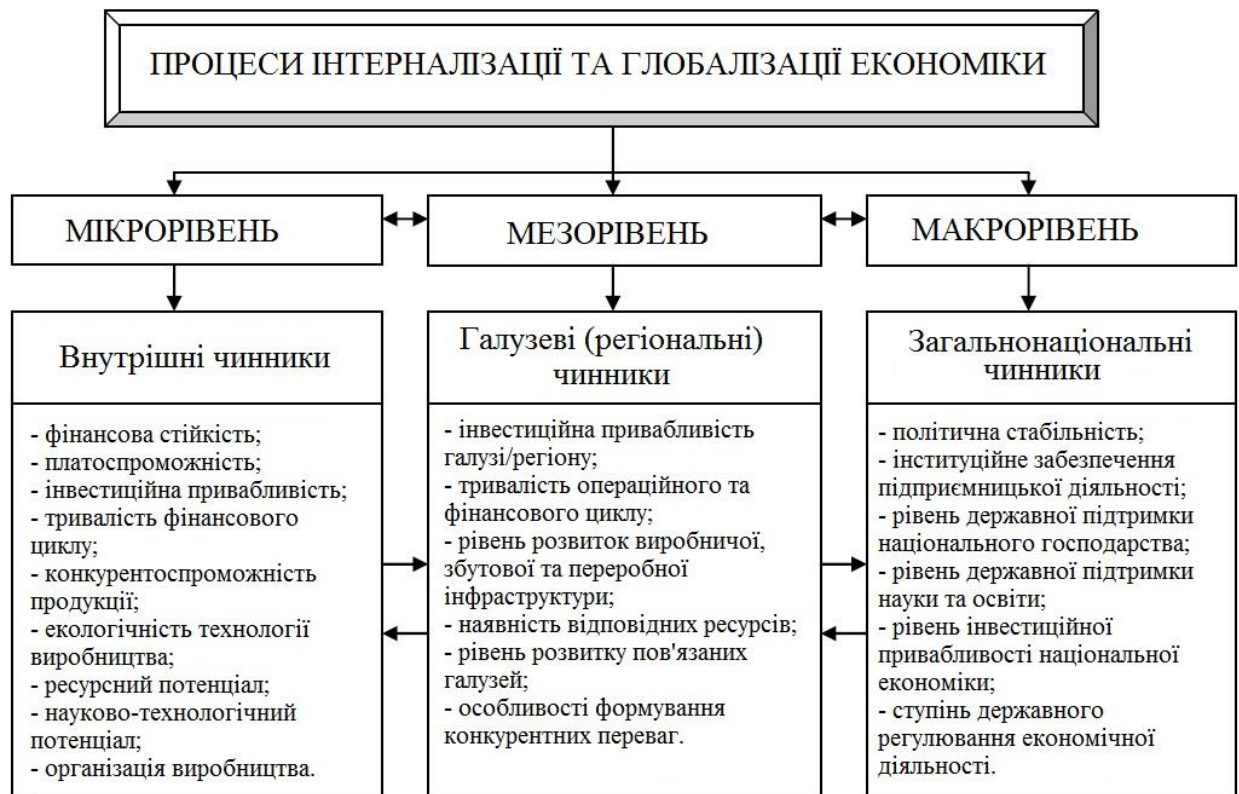 ПРОЦЕСИ ІНТЕРНАЛІЗАЦІЇ ТА ГЛОБАЛІЗАЦІЇ ЕКОНОМІКИ
МІКРОРІВЕНЬ
МЕЗОРІВЕНЬ
МАКРОРІВЕНЬ
Внутрішні чинники
- фінансова стійкість;
- платоспроможність;
- інвестиційна привабливість;
- тривалість фінансового
циклу;
- конкурентоспроможність
продукції;
- екологічність технології
виробництва;
- ресурсний потенціал;
- науково-технологічний
потенціал;
- організація виробництва.
Галузеві (регіональні)
чинники
- інвестиційна привабливість
галузі/регіону;
- тривалість операційного та
фінансового циклу;
- рівень розвиток виробничої,
збутової та переробної
інфраструктури;
- наявність відповідних ресурсів;
- рівень розвитку пов'язаних
галузей;
- особливості формування
конкурентних переваг.
Загальнонаціональні
чинники
- політична стабільність;
- інституційне забезпечення
підприємницької діяльності;
- рівень державної підтримки
національного господарства;
- рівень державної підтримки
науки та освіти;
- рівень інвестиційної
привабливості національної
економіки;
- ступінь державного
регулювання економічної
діяльності.